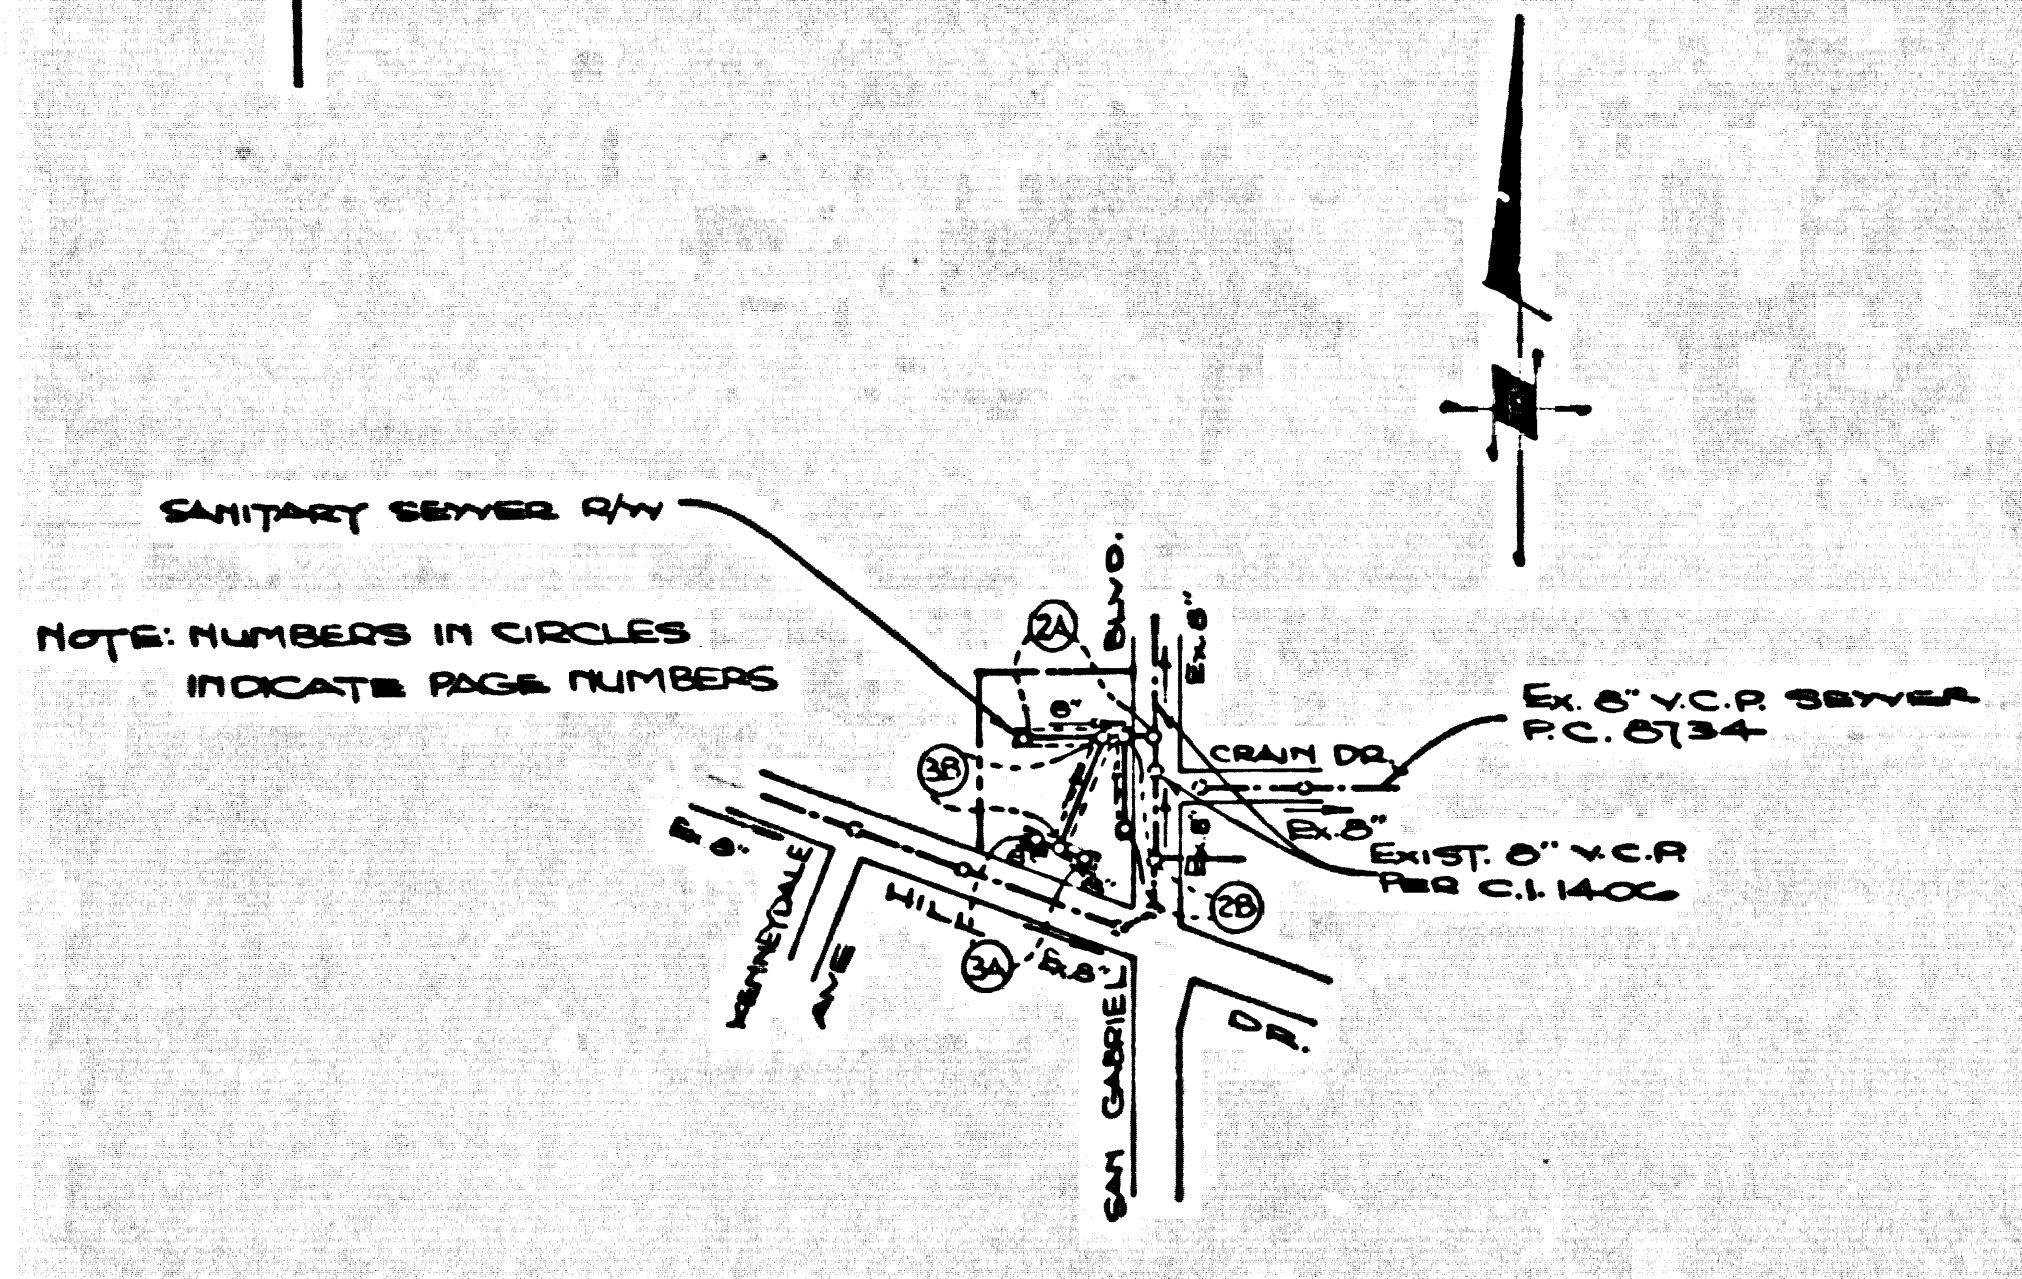 SANITARY SEWER R/W
NOTE: NUMBERS IN CIRCLES
INDICATE PAGE NUMBERS
2A
BLVD.
Ex. 8"
8"
3B
CRAIN DR.
Ex. 8" V.C.P. SEWER
P.C. 8734
Ex. 8"
Ex. 8"
EXIST. 8" V.C.P.
PER C.I. 1406
Ex. 8"
KENNEYDALE
AVE
HILL
8"
2B
3A
Ex. 8"
SAN GABRIEL
DR.